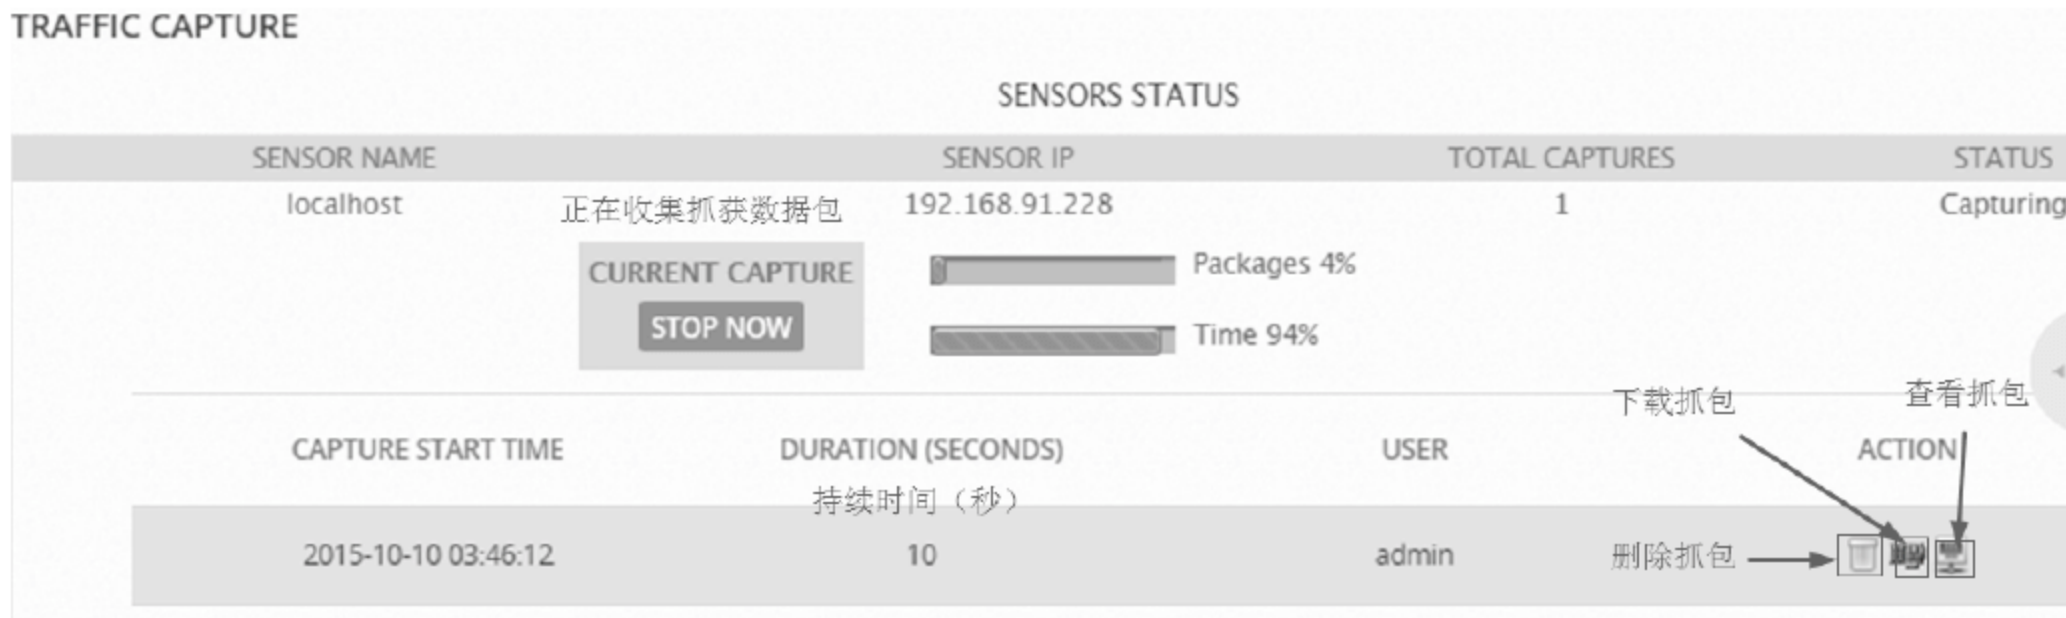 TRAFFIC CAPTURE
SENSORS STATUS
SENSOR NAME SENSOR IP TOTAL CAPTURES STATUS
localhost 正在收集抓获数据包 192.168.91.228 1 Capturing
CURRENT CAPTURE Packages 4%
STOP NOW Time 94%
下载抓包 查看抓包
CAPTURE START TIME DURATION (SECONDS) USER ACTION
持续时间（秒）
2015-10-10 03:46:12 10 admin 删除抓包